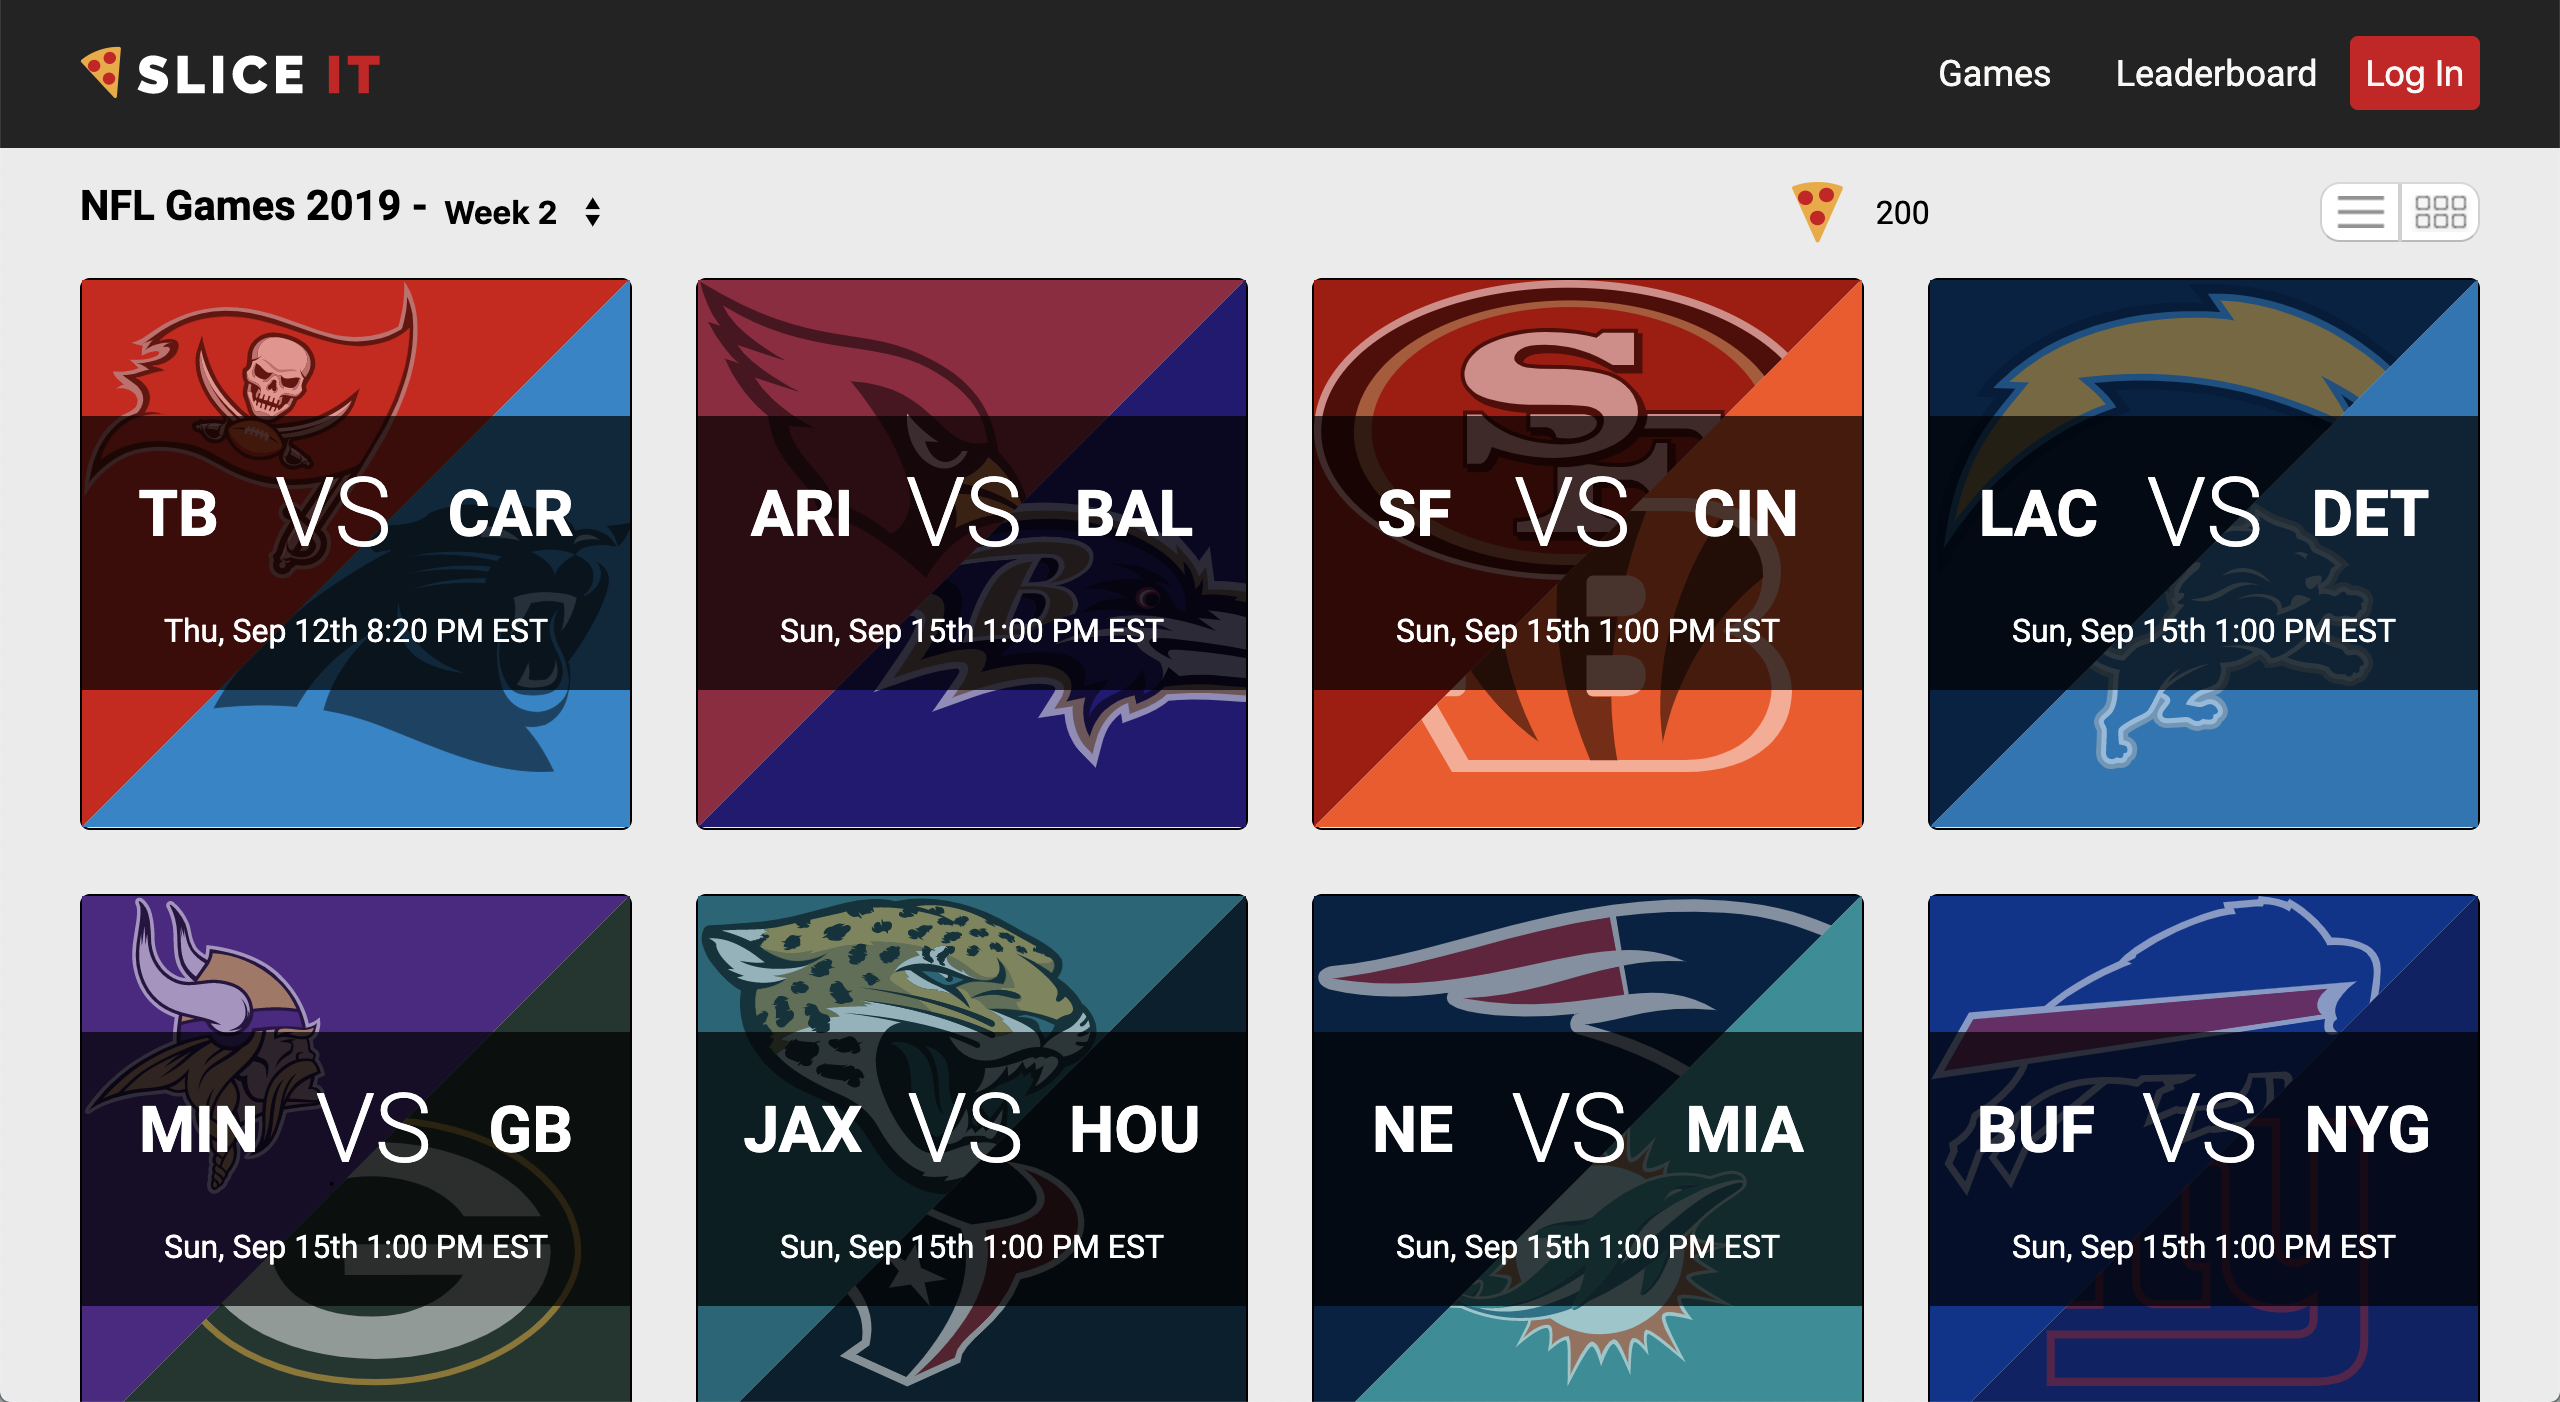 SLICE IT
Games
Leaderboard
Log In
NFL Games 2019 - Week 2
200
TB VS CAR
Thu, Sep 12th 8:20 PM EST
ARI VS BAL
Sun, Sep 15th 1:00 PM EST
SF VS CIN
Sun, Sep 15th 1:00 PM EST
LAC VS DET
Sun, Sep 15th 1:00 PM EST
MIN VS GB
Sun, Sep 15th 1:00 PM EST
JAX VS HOU
Sun, Sep 15th 1:00 PM EST
NE VS MIA
Sun, Sep 15th 1:00 PM EST
BUF VS NYG
Sun, Sep 15th 1:00 PM EST